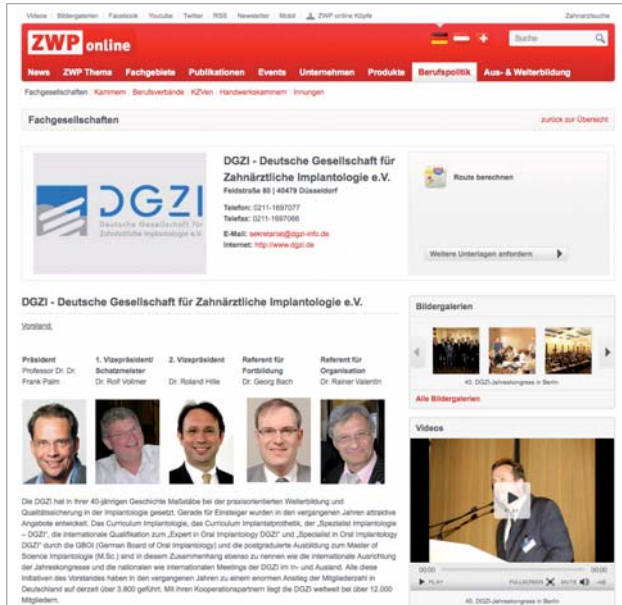 Videos | Bildergalerien | Facebook | Youtube | Twitter | RSS | Newsletter | Mobil | ZWP online Köpfe
Zahnarztsuche
ZWP online
Suche
News ZWP Thema Fachgebiete Publikationen Events Unternehmen Produkte Berufspolitik Aus- & Weiterbildung
Fachgesellschaften Kammern Berufsverbände KZVen Handwerkskammern Innungen
Fachgesellschaften
zurück zur Übersicht
DGZI
Deutsche Gesellschaft für
Zahnärztliche Implantologie e.V.
DGZI - Deutsche Gesellschaft für
Zahnärztliche Implantologie e.V.
Feldstraße 80 | 40479 Düsseldorf
Telefon: 0211-1697077
Telefax: 0211-1697066
E-Mail: sekretariat@dgzi-info.de
Internet: http://www.dgzi.de
Route berechnen
Weitere Unterlagen anfordern
DGZI - Deutsche Gesellschaft für Zahnärztliche Implantologie e.V.
Vorstand:
Präsident
Professor Dr. Dr.
Frank Palm
1. Vizepräsident/
Schatzmeister
Dr. Rolf Vollmer
2. Vizepräsident
Dr. Roland Hille
Referent für
Fortbildung
Dr. Georg Bach
Referent für
Organisation
Dr. Rainer Valentin
Die DGZI hat in ihrer 40-jährigen Geschichte Maßstäbe bei der praxisorientierten Weiterbildung und
Qualitätssicherung in der Implantologie gesetzt. Gerade für Einsteiger wurden in den vergangenen Jahren attraktive
Angebote entwickelt. Das Curriculum Implantologie, das Curriculum Implantatprothetik, der „Spezialist Implantologie
– DGZI", die internationale Qualifikation zum „Expert in Oral Implantology DGZI" und „Specialist in Oral Implantology
DGZI" durch die GBOI (German Board of Oral Implantology) und die postgraduierte Ausbildung zum Master of
Science Implantologie (M.Sc.) sind in diesem Zusammenhang ebenso zu nennen wie die internationale Ausrichtung
der Jahreskongresse und die nationalen wie internationalen Meetings der DGZI im In- und Ausland. Alle diese
Initiativen des Vorstandes haben in den vergangenen Jahren zu einem enormen Anstieg der Mitgliederzahl in
Deutschland auf derzeit über 3.800 geführt. Mit ihren Kooperationspartnern liegt die DGZI weltweit bei über 12.000
Mitgliedern.
Bildergalerien
40. DGZI-Jahreskongress in Berlin
Alle Bildergalerien
Videos
PLAY
00:00
00:00
PLAY
FULLSCREEN
MUTE
40. DGZI-Jahreskongress in Berlin